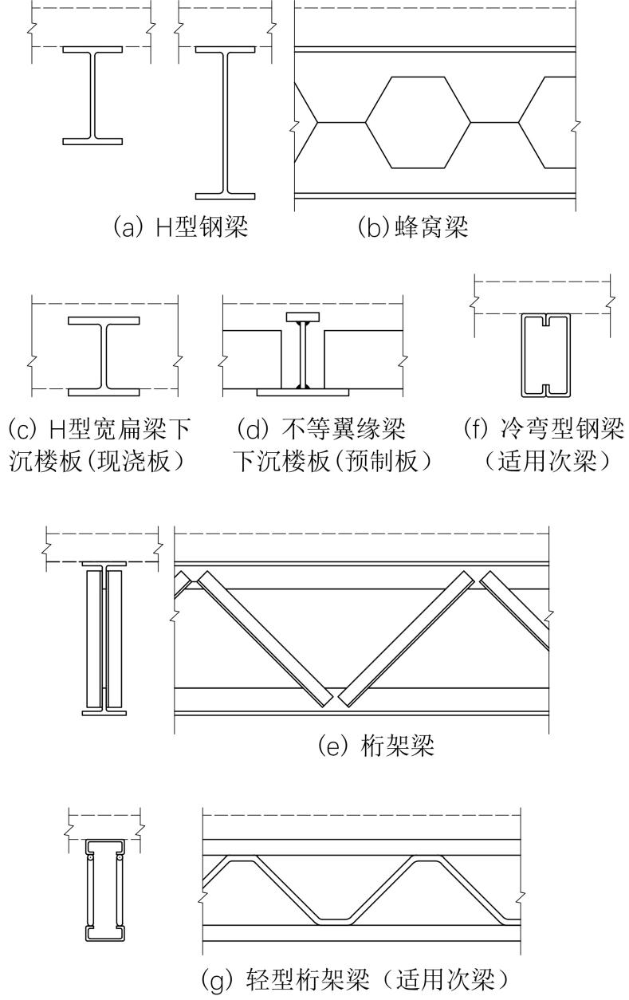 (a) H型钢梁
(b)蜂窝梁
(c) H型宽扁梁下
沉楼板(现浇板)
(d) 不等翼缘梁
下沉楼板(预制板)
(f) 冷弯型钢梁
(适用次梁)
(e) 桁架梁
(g) 轻型桁架梁(适用次梁)